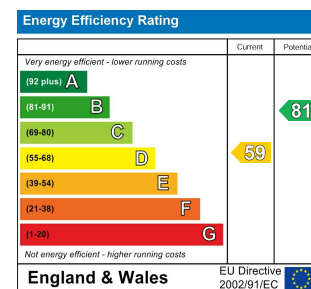 Energy Efficiency Rating
Current Potentia
Very energy efficient - lower running costs
(92 plus) A
(81-91) B 81
(69-80) C
(55-68) D 59
(39-54) E
(21-38) F
(1-20) G
Not energy efficient - higher running costs
England & Wales
EU Directive
2002/91/EC